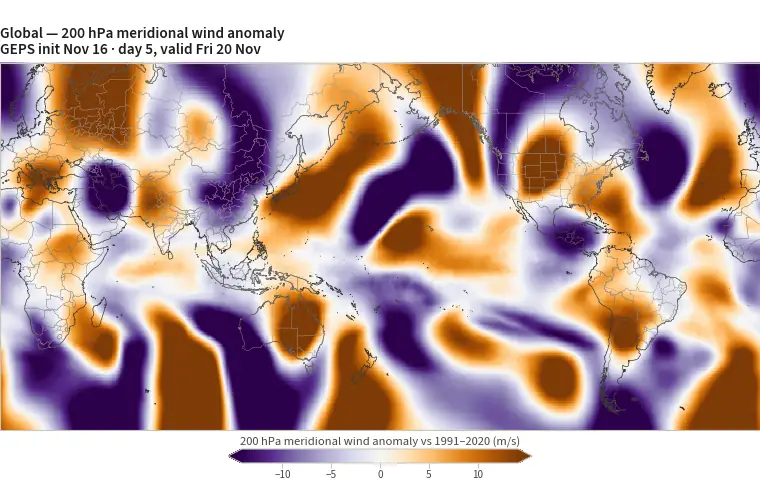 Global — 200 hPa meridional wind anomaly
GEPS init Nov 16 · day 5, valid Fri 20 Nov
200 hPa meridional wind anomaly vs 1991–2020 (m/s)
−10 −5 0 5 10